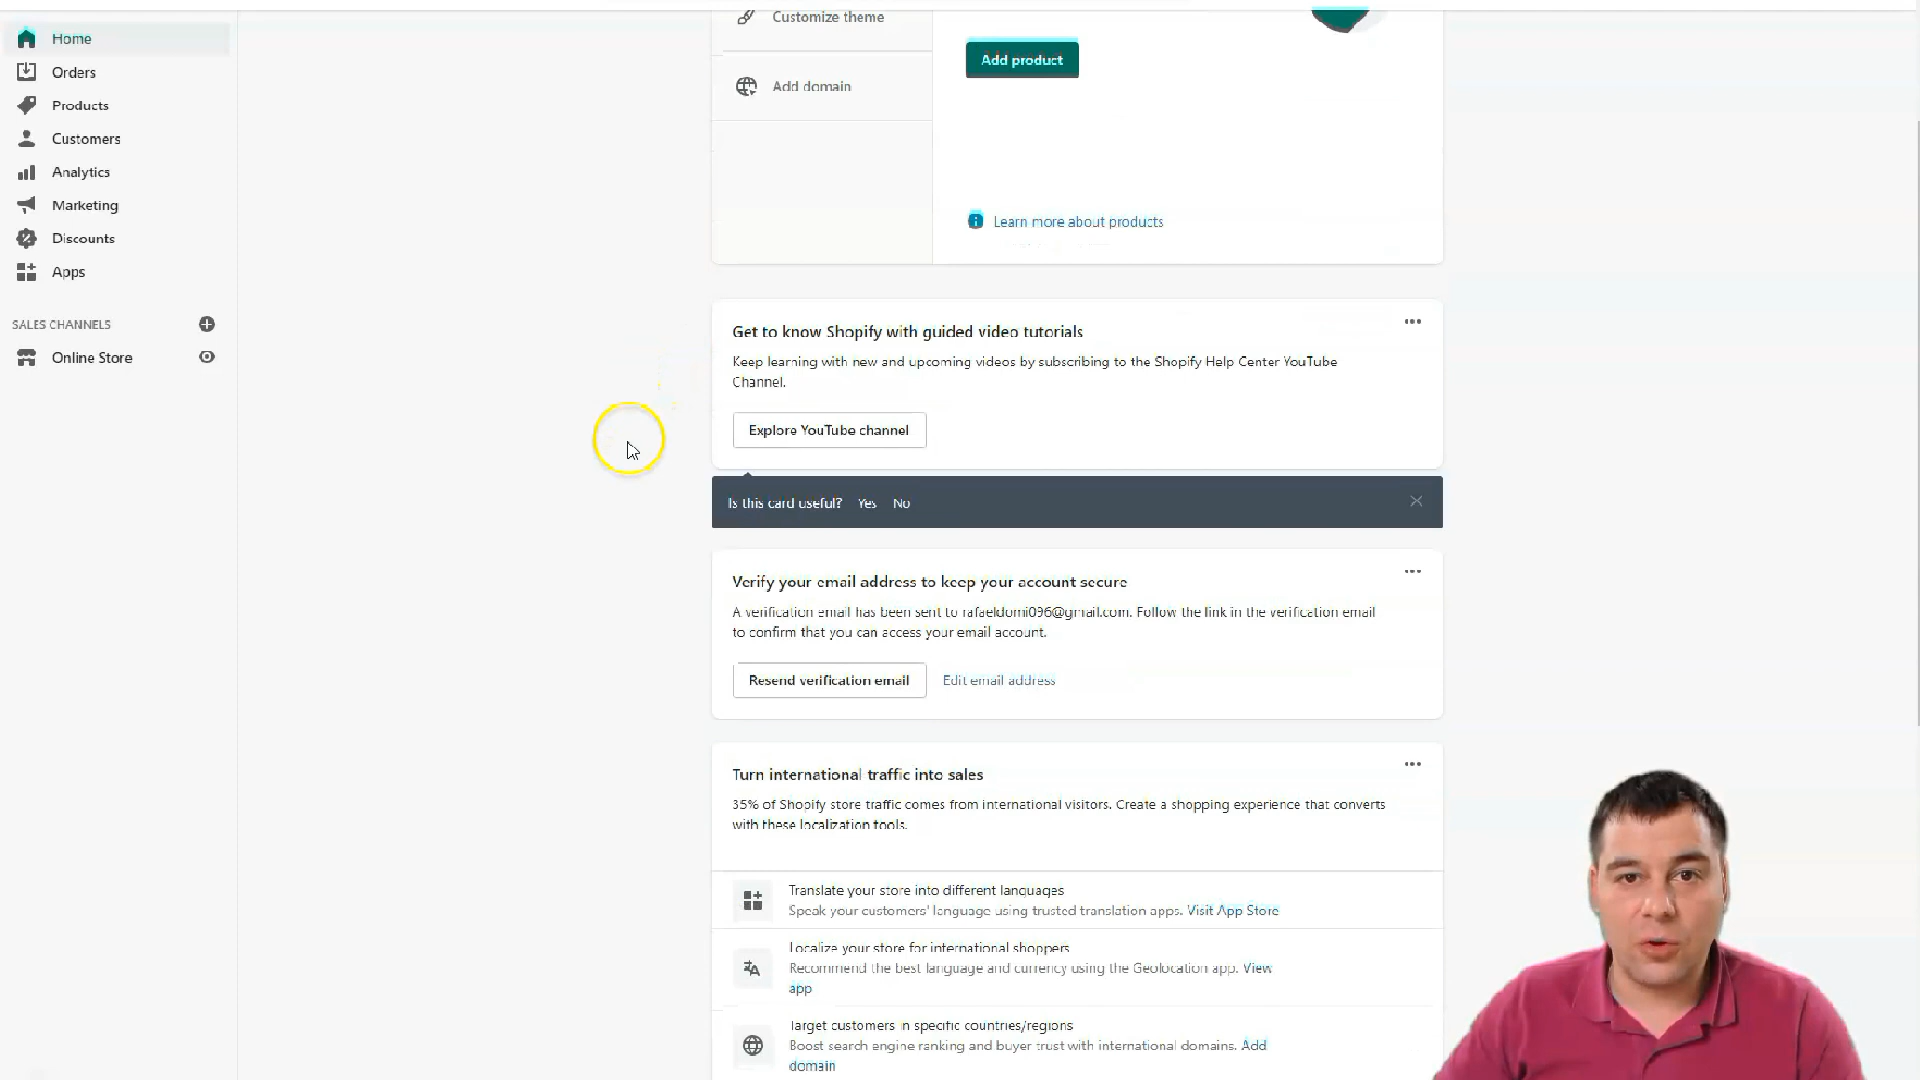 Home
Orders
Products
Customers
Analytics
Marketing
Discounts
Apps
SALES CHANNELS
Online Store
Customize theme
Add domain
Add product
Learn more about products
Get to know Shopify with guided video tutorials
Keep learning with new and upcoming videos by subscribing to the Shopify Help Center YouTube
Channel.
Explore YouTube channel
Is this card useful? Yes No
Verify your email address to keep your account secure
A verification email has been sent to rafaeldomi096@gmail.com. Follow the link in the verification email
to confirm that you can access your email account.
Resend verification email Edit email address
Turn international traffic into sales
35% of Shopify store traffic comes from international visitors. Create a shopping experience that converts
with these localization tools.
Translate your store into different languages
Speak your customers' language using trusted translation apps. Visit App Store
Localize your store for international shoppers
Recommend the best language and currency using the Geolocation app. View
app
Target customers in specific countries/regions
Boost search engine ranking and buyer trust with international domains. Add
domain